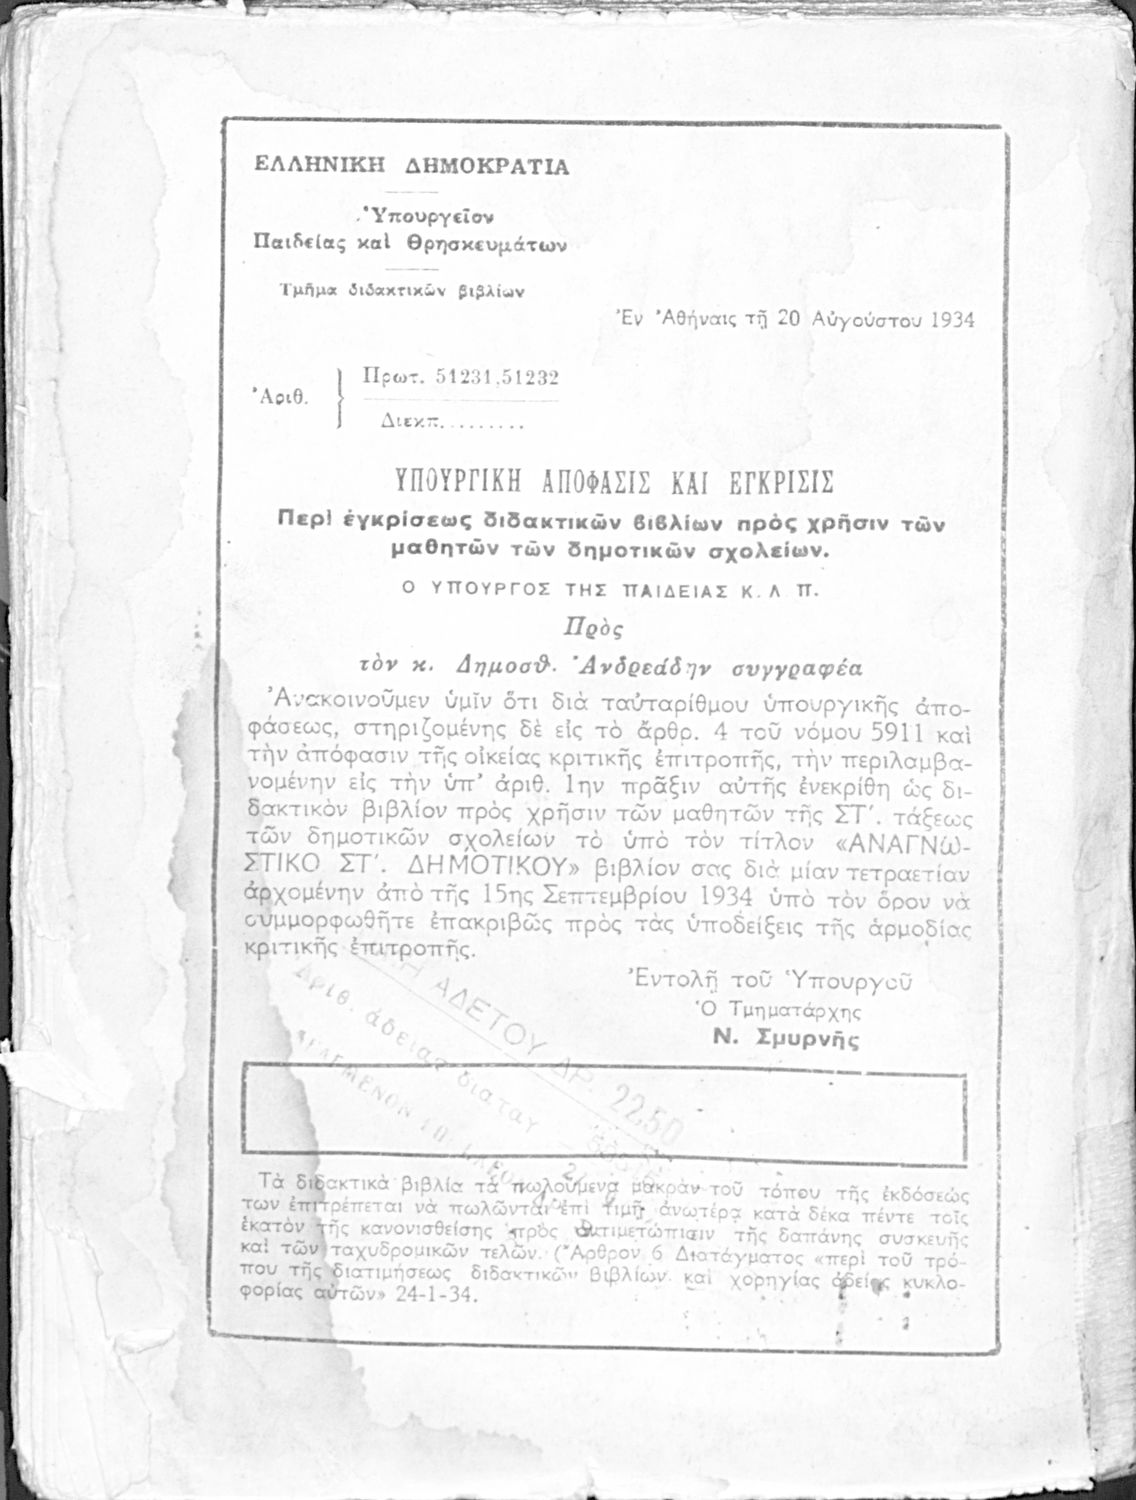 ΕΛΛΗΝΙΚΗ ΔΗΜΟΚΡΑΤΙΑ
Ὑπουργεῖον
Παιδείας καὶ Θρησκευμάτων
Τμῆμα διδακτικῶν βιβλίων
Ἐν Ἀθήναις τῇ 20 Αὐγούστου 1934
Ἀριθ. } Πρωτ. 51231,51232
Διεκπ.........
ΥΠΟΥΡΓΙΚΗ ΑΠΟΦΑΣΙΣ ΚΑΙ ΕΓΚΡΙΣΙΣ
Περὶ ἐγκρίσεως διδακτικῶν βιβλίων πρὸς χρῆσιν τῶν
μαθητῶν τῶν δημοτικῶν σχολείων.
Ο ΥΠΟΥΡΓΟΣ ΤΗΣ ΠΑΙΔΕΙΑΣ Κ. Λ Π.
Πρὸς
τὸν κ. Δημοσθ. Ἀνδρεάδην συγγραφέα
Ἀνακοινοῦμεν ὑμῖν ὅτι διὰ ταὐταρίθμου ὑπουργικῆς ἀπο-
φάσεως, στηριζομένης δὲ εἰς τὸ ἄρθρ. 4 τοῦ νόμου 5911 καὶ
τὴν ἀπόφασιν τῆς οἰκείας κριτικῆς ἐπιτροπῆς, τὴν περιλαμβα-
νομένην εἰς τὴν ὑπ’ ἀριθ. 1ην πρᾶξιν αὐτῆς ἐνεκρίθη ὡς δι-
δακτικὸν βιβλίον πρὸς χρῆσιν τῶν μαθητῶν τῆς ΣΤ΄. τάξεως
τῶν δημοτικῶν σχολείων τὸ ὑπὸ τὸν τίτλον «ΑΝΑΓΝΩ-
ΣΤΙΚΟ ΣΤ΄. ΔΗΜΟΤΙΚΟΥ» βιβλίον σας διὰ μίαν τετραετίαν
ἀρχομένην ἀπὸ τῆς 15ης Σεπτεμβρίου 1934 ὑπὸ τὸν ὅρον νὰ
συμμορφωθῆτε ἐπακριβῶς πρὸς τὰς ὑποδείξεις τῆς ἁρμοδίας
κριτικῆς ἐπιτροπῆς.
Ἐντολῇ τοῦ Ὑπουργοῦ
Ὁ Τμηματάρχης
Ν. Σμυρνῆς
ΑΔΕΤΟΥ ΔΡ. 22.50
Ἀριθ. ἀδείας
Τὰ διδακτικὰ βιβλία τὰ πωλούμενα μακρὰν τοῦ τόπου τῆς ἐκδόσεώς
των ἐπιτρέπεται νὰ πωλῶνται ἐπὶ τιμῇ ἀνωτέρᾳ κατὰ δέκα πέντε τοῖς
ἑκατὸν τῆς κανονισθείσης πρὸς ἀντιμετώπισιν τῆς δαπάνης συσκευῆς
καὶ τῶν ταχυδρομικῶν τελῶν. (Ἄρθρον 6 Διατάγματος «περὶ τοῦ τρό-
που τῆς διατιμήσεως διδακτικῶν βιβλίων καὶ χορηγίας ἀδείας κυκλο-
φορίας αὐτῶν» 24-1-34.